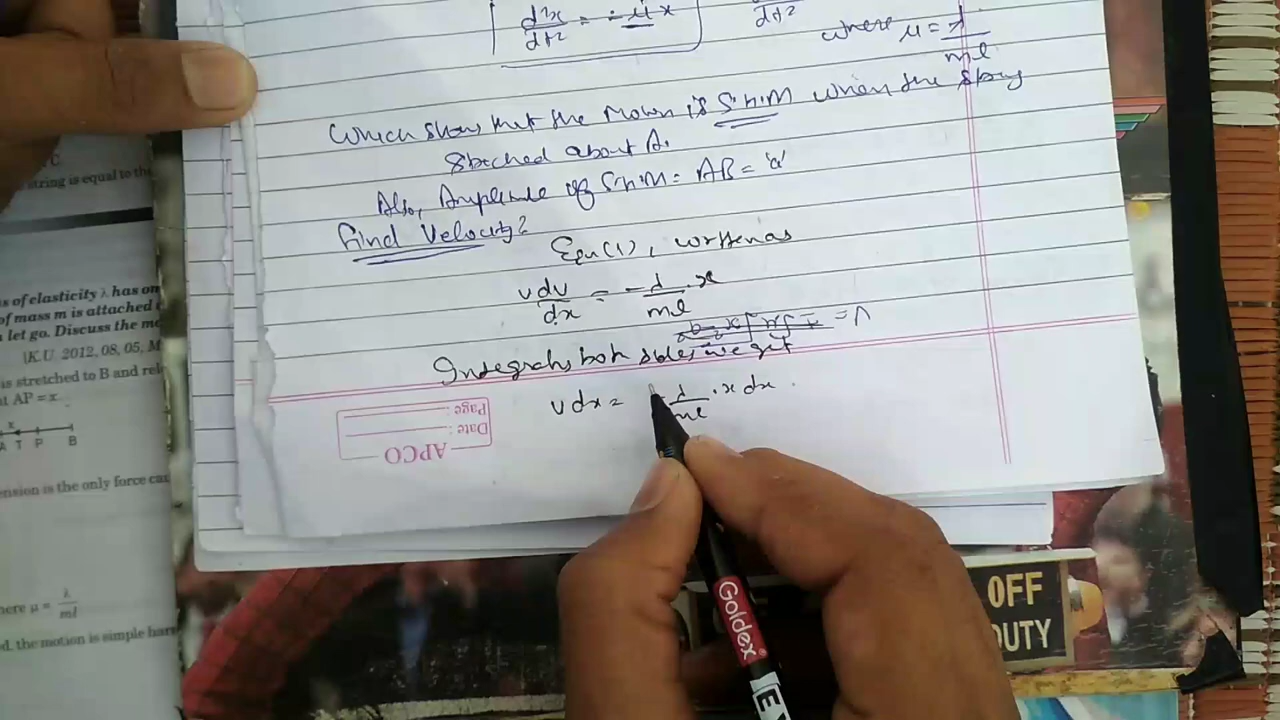 d²x/dt² = -μx
dt²
where μ = λ/ml
Which shows that the Motion is S.H.M when the string
Stretched about A.
Also, Amplitude of S.H.M = AB = 'a'
Find Velocity?
Eqn (1), written as
v dv/dx = -λ/ml · x
Integrating both sides we get
v dx = -λ/ml · x dx
APCO
Date:
Page:
string is equal to the
s of elasticity λ has on
of mass m is attached
let go. Discuss the mo
[K.U. 2012, 08, 05, M
is stretched to B and rel
t AP = x.
x
A T P B
ension is the only force ca
here μ = λ/ml
d. the motion is simple har
OFF
DUTY
Goldex